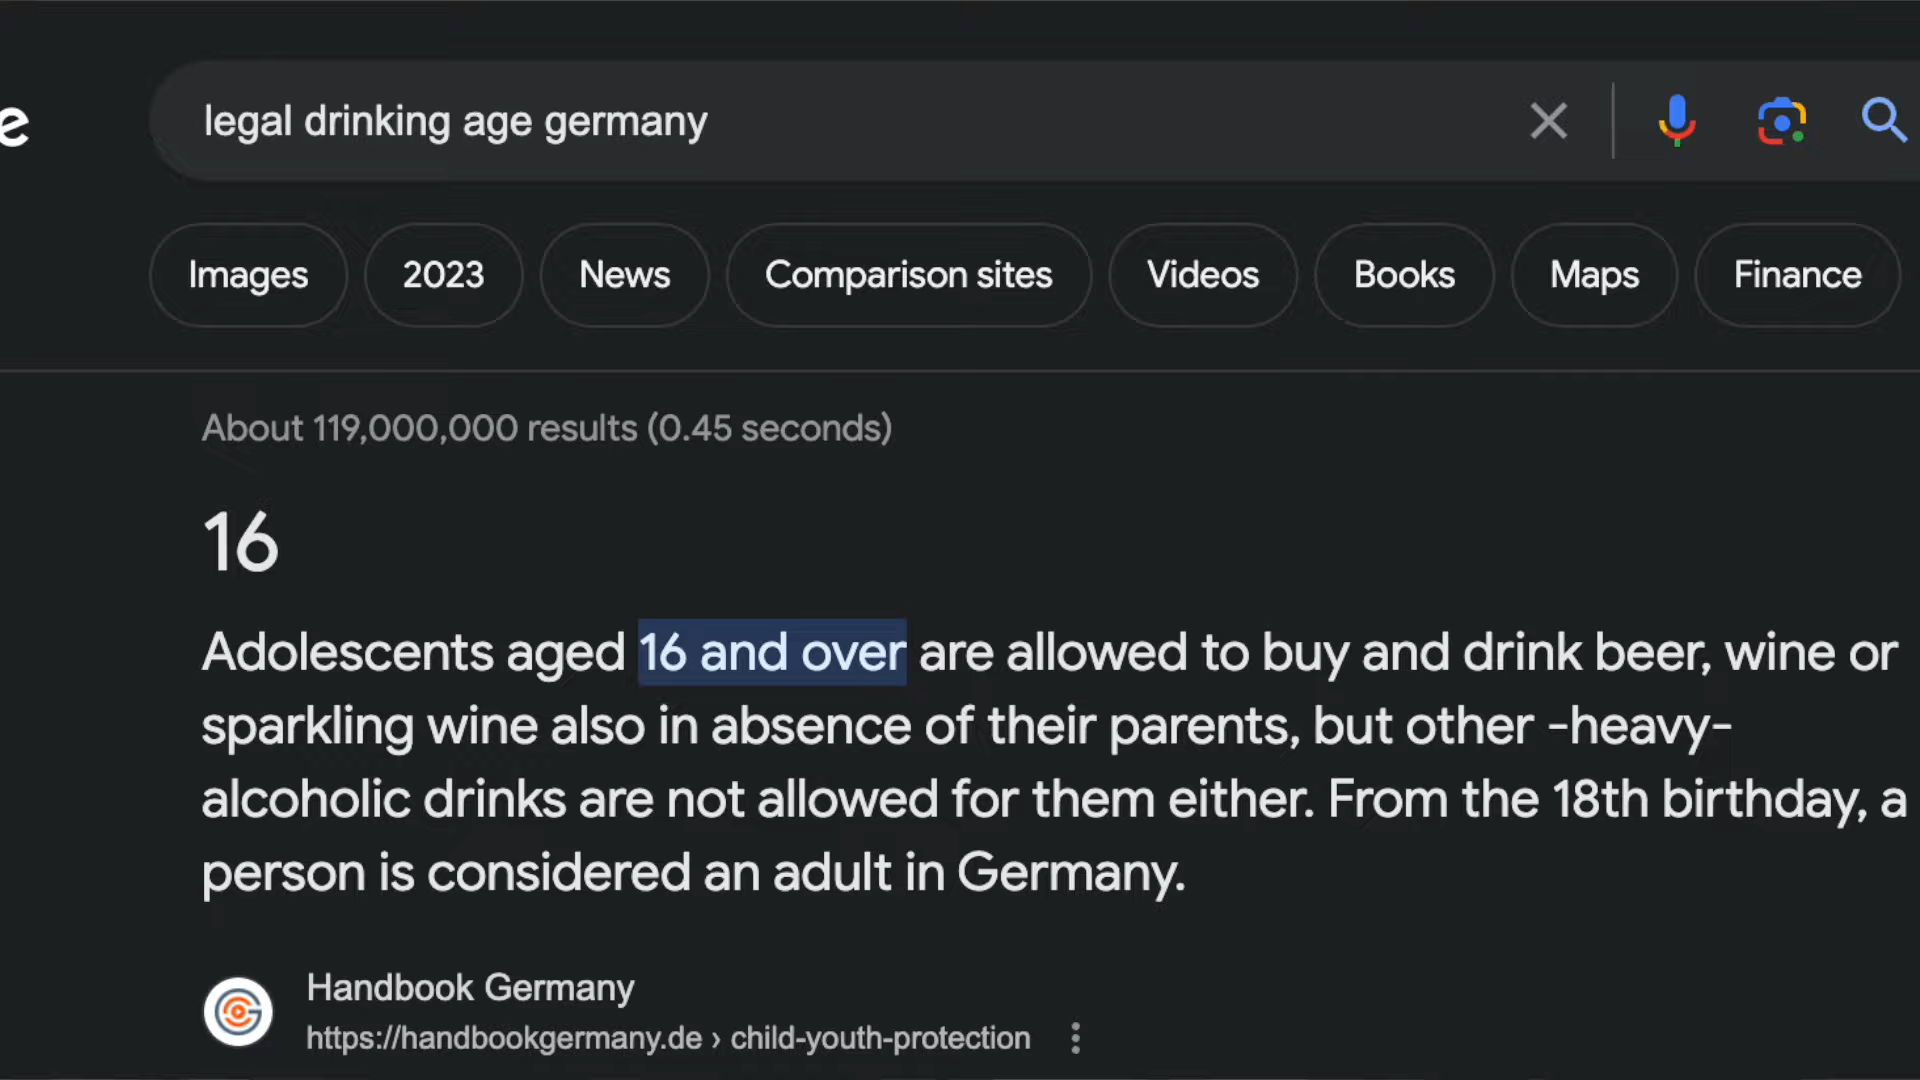 e
legal drinking age germany
Images 2023 News Comparison sites Videos Books Maps Finance
About 119,000,000 results (0.45 seconds)
16
Adolescents aged 16 and over are allowed to buy and drink beer, wine or
sparkling wine also in absence of their parents, but other -heavy-
alcoholic drinks are not allowed for them either. From the 18th birthday, a
person is considered an adult in Germany.
Handbook Germany
https://handbookgermany.de › child-youth-protection